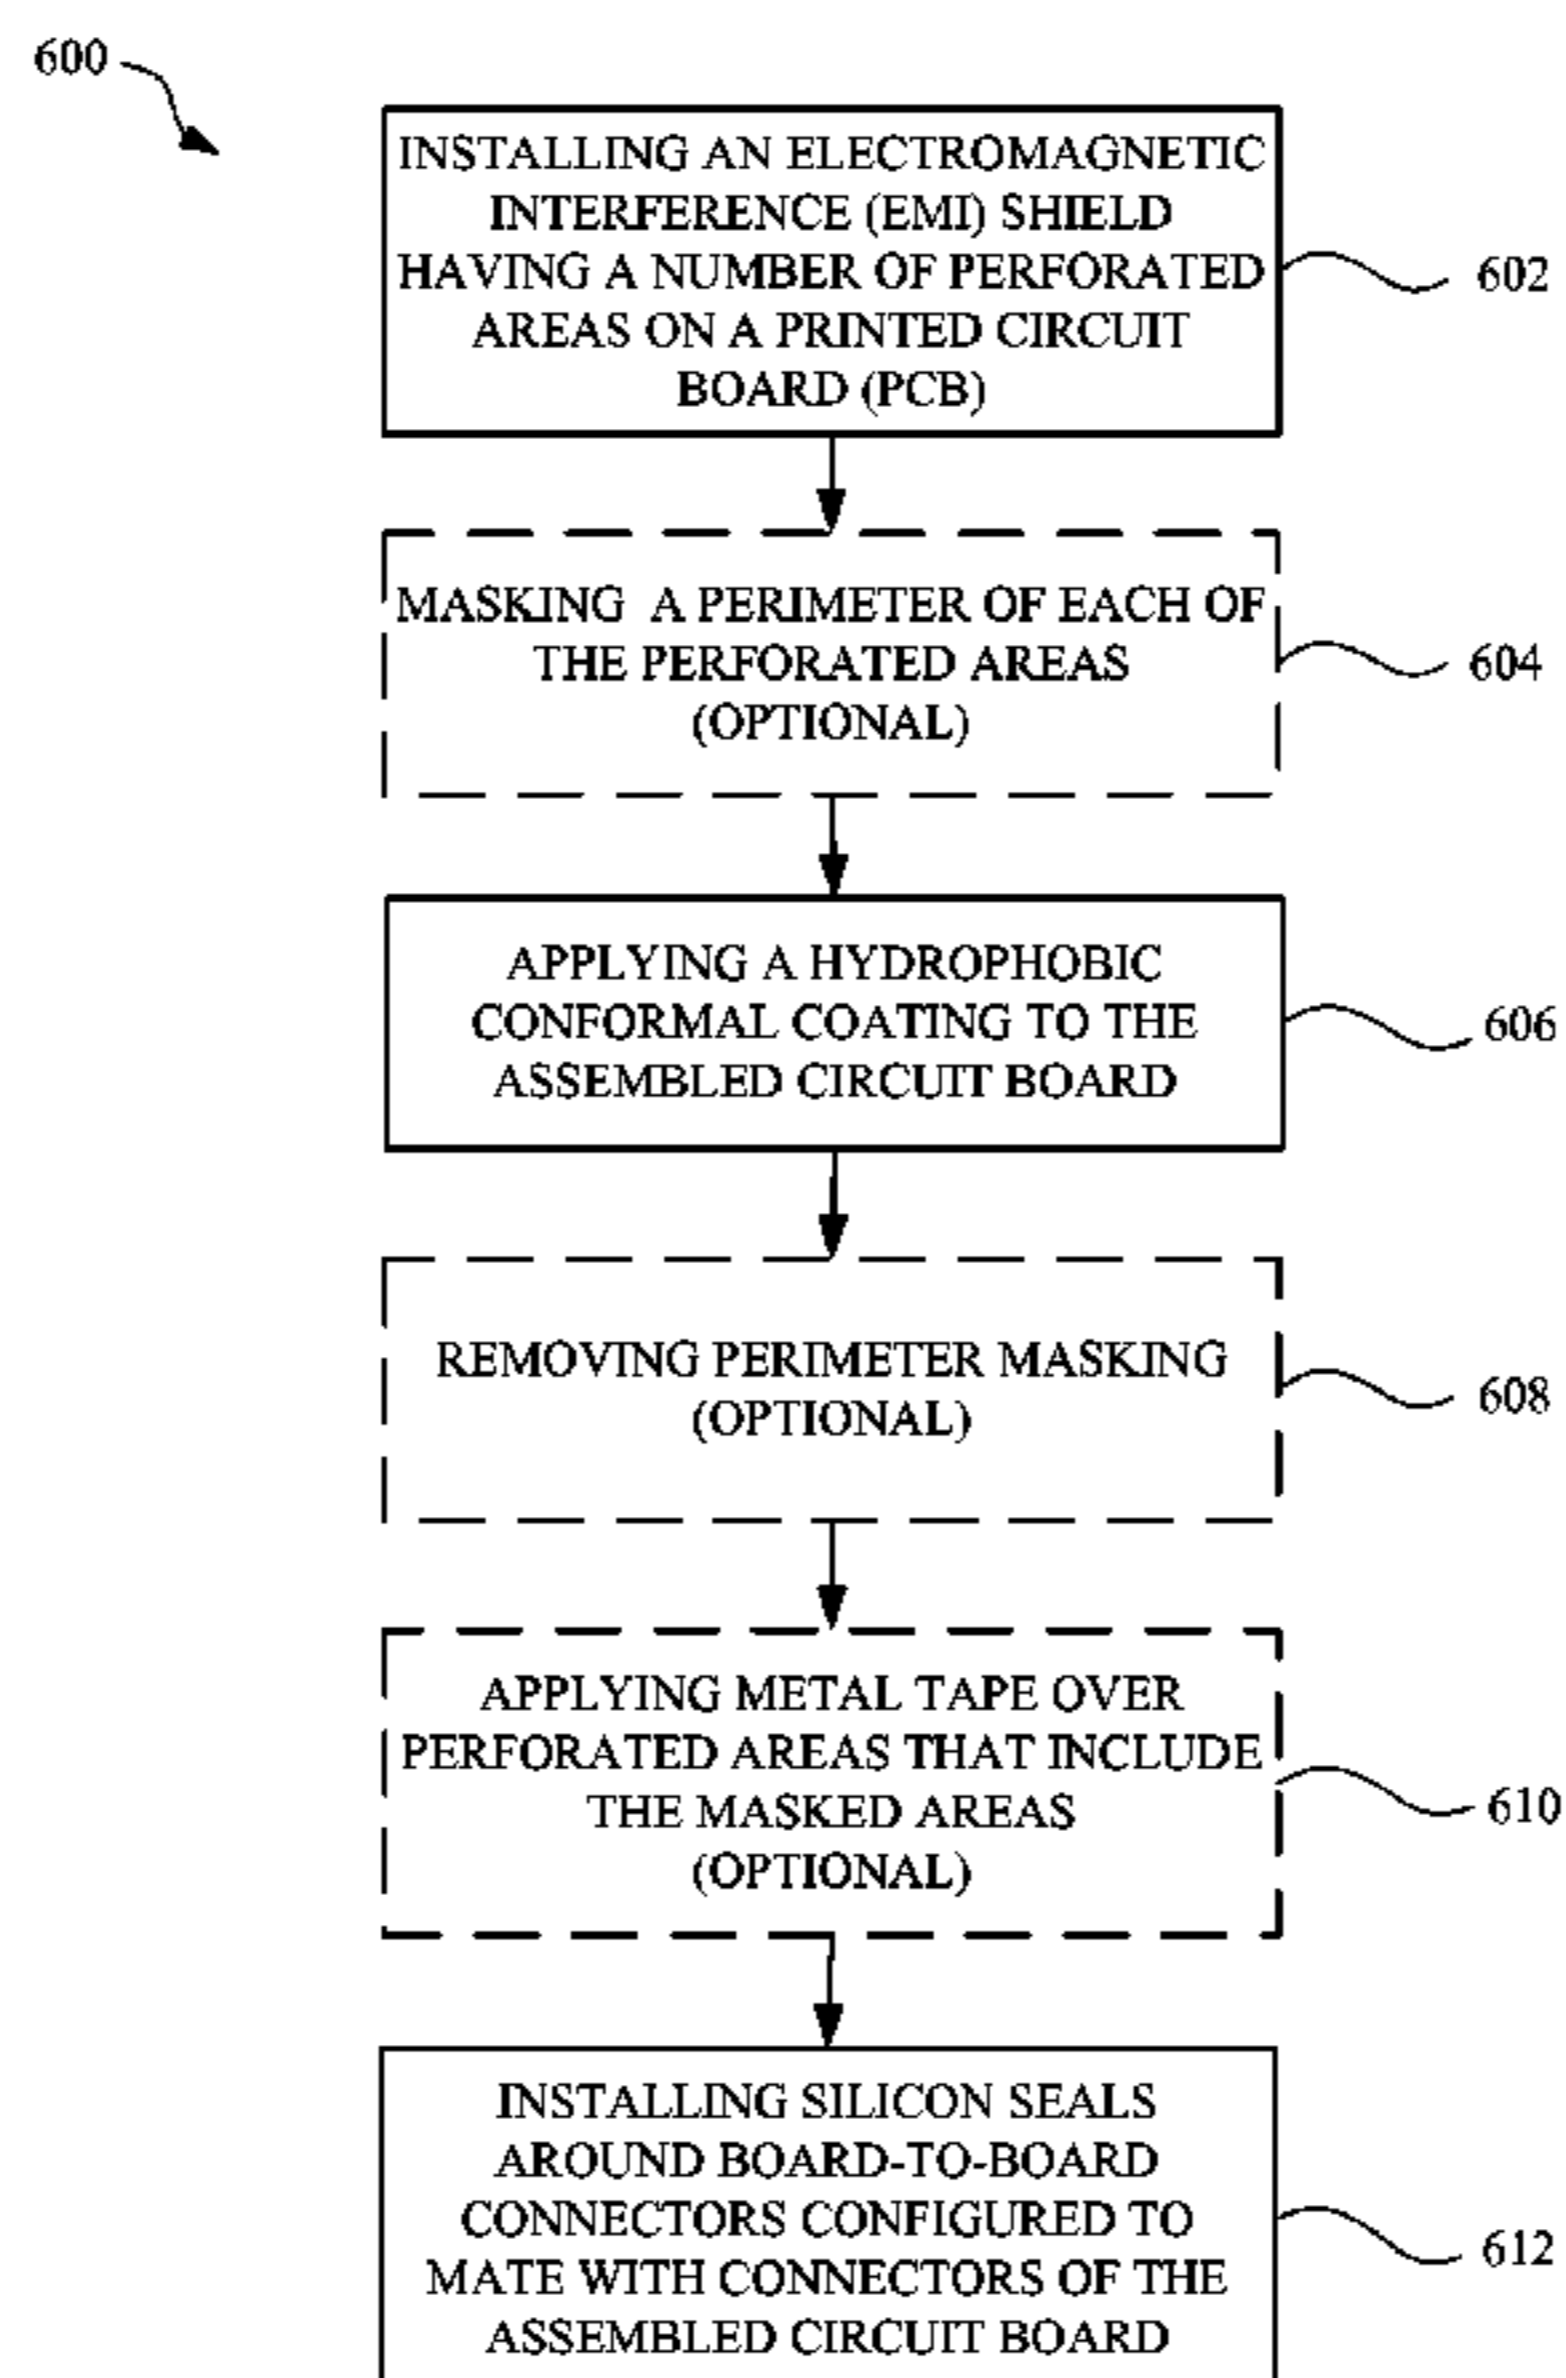 600
INSTALLING AN ELECTROMAGNETIC
INTERFERENCE (EMI) SHIELD
HAVING A NUMBER OF PERFORATED
AREAS ON A PRINTED CIRCUIT
BOARD (PCB)
602
MASKING A PERIMETER OF EACH OF
THE PERFORATED AREAS
(OPTIONAL)
604
APPLYING A HYDROPHOBIC
CONFORMAL COATING TO THE
ASSEMBLED CIRCUIT BOARD
606
REMOVING PERIMETER MASKING
(OPTIONAL)
608
APPLYING METAL TAPE OVER
PERFORATED AREAS THAT INCLUDE
THE MASKED AREAS
(OPTIONAL)
610
INSTALLING SILICON SEALS
AROUND BOARD-TO-BOARD
CONNECTORS CONFIGURED TO
MATE WITH CONNECTORS OF THE
ASSEMBLED CIRCUIT BOARD
612